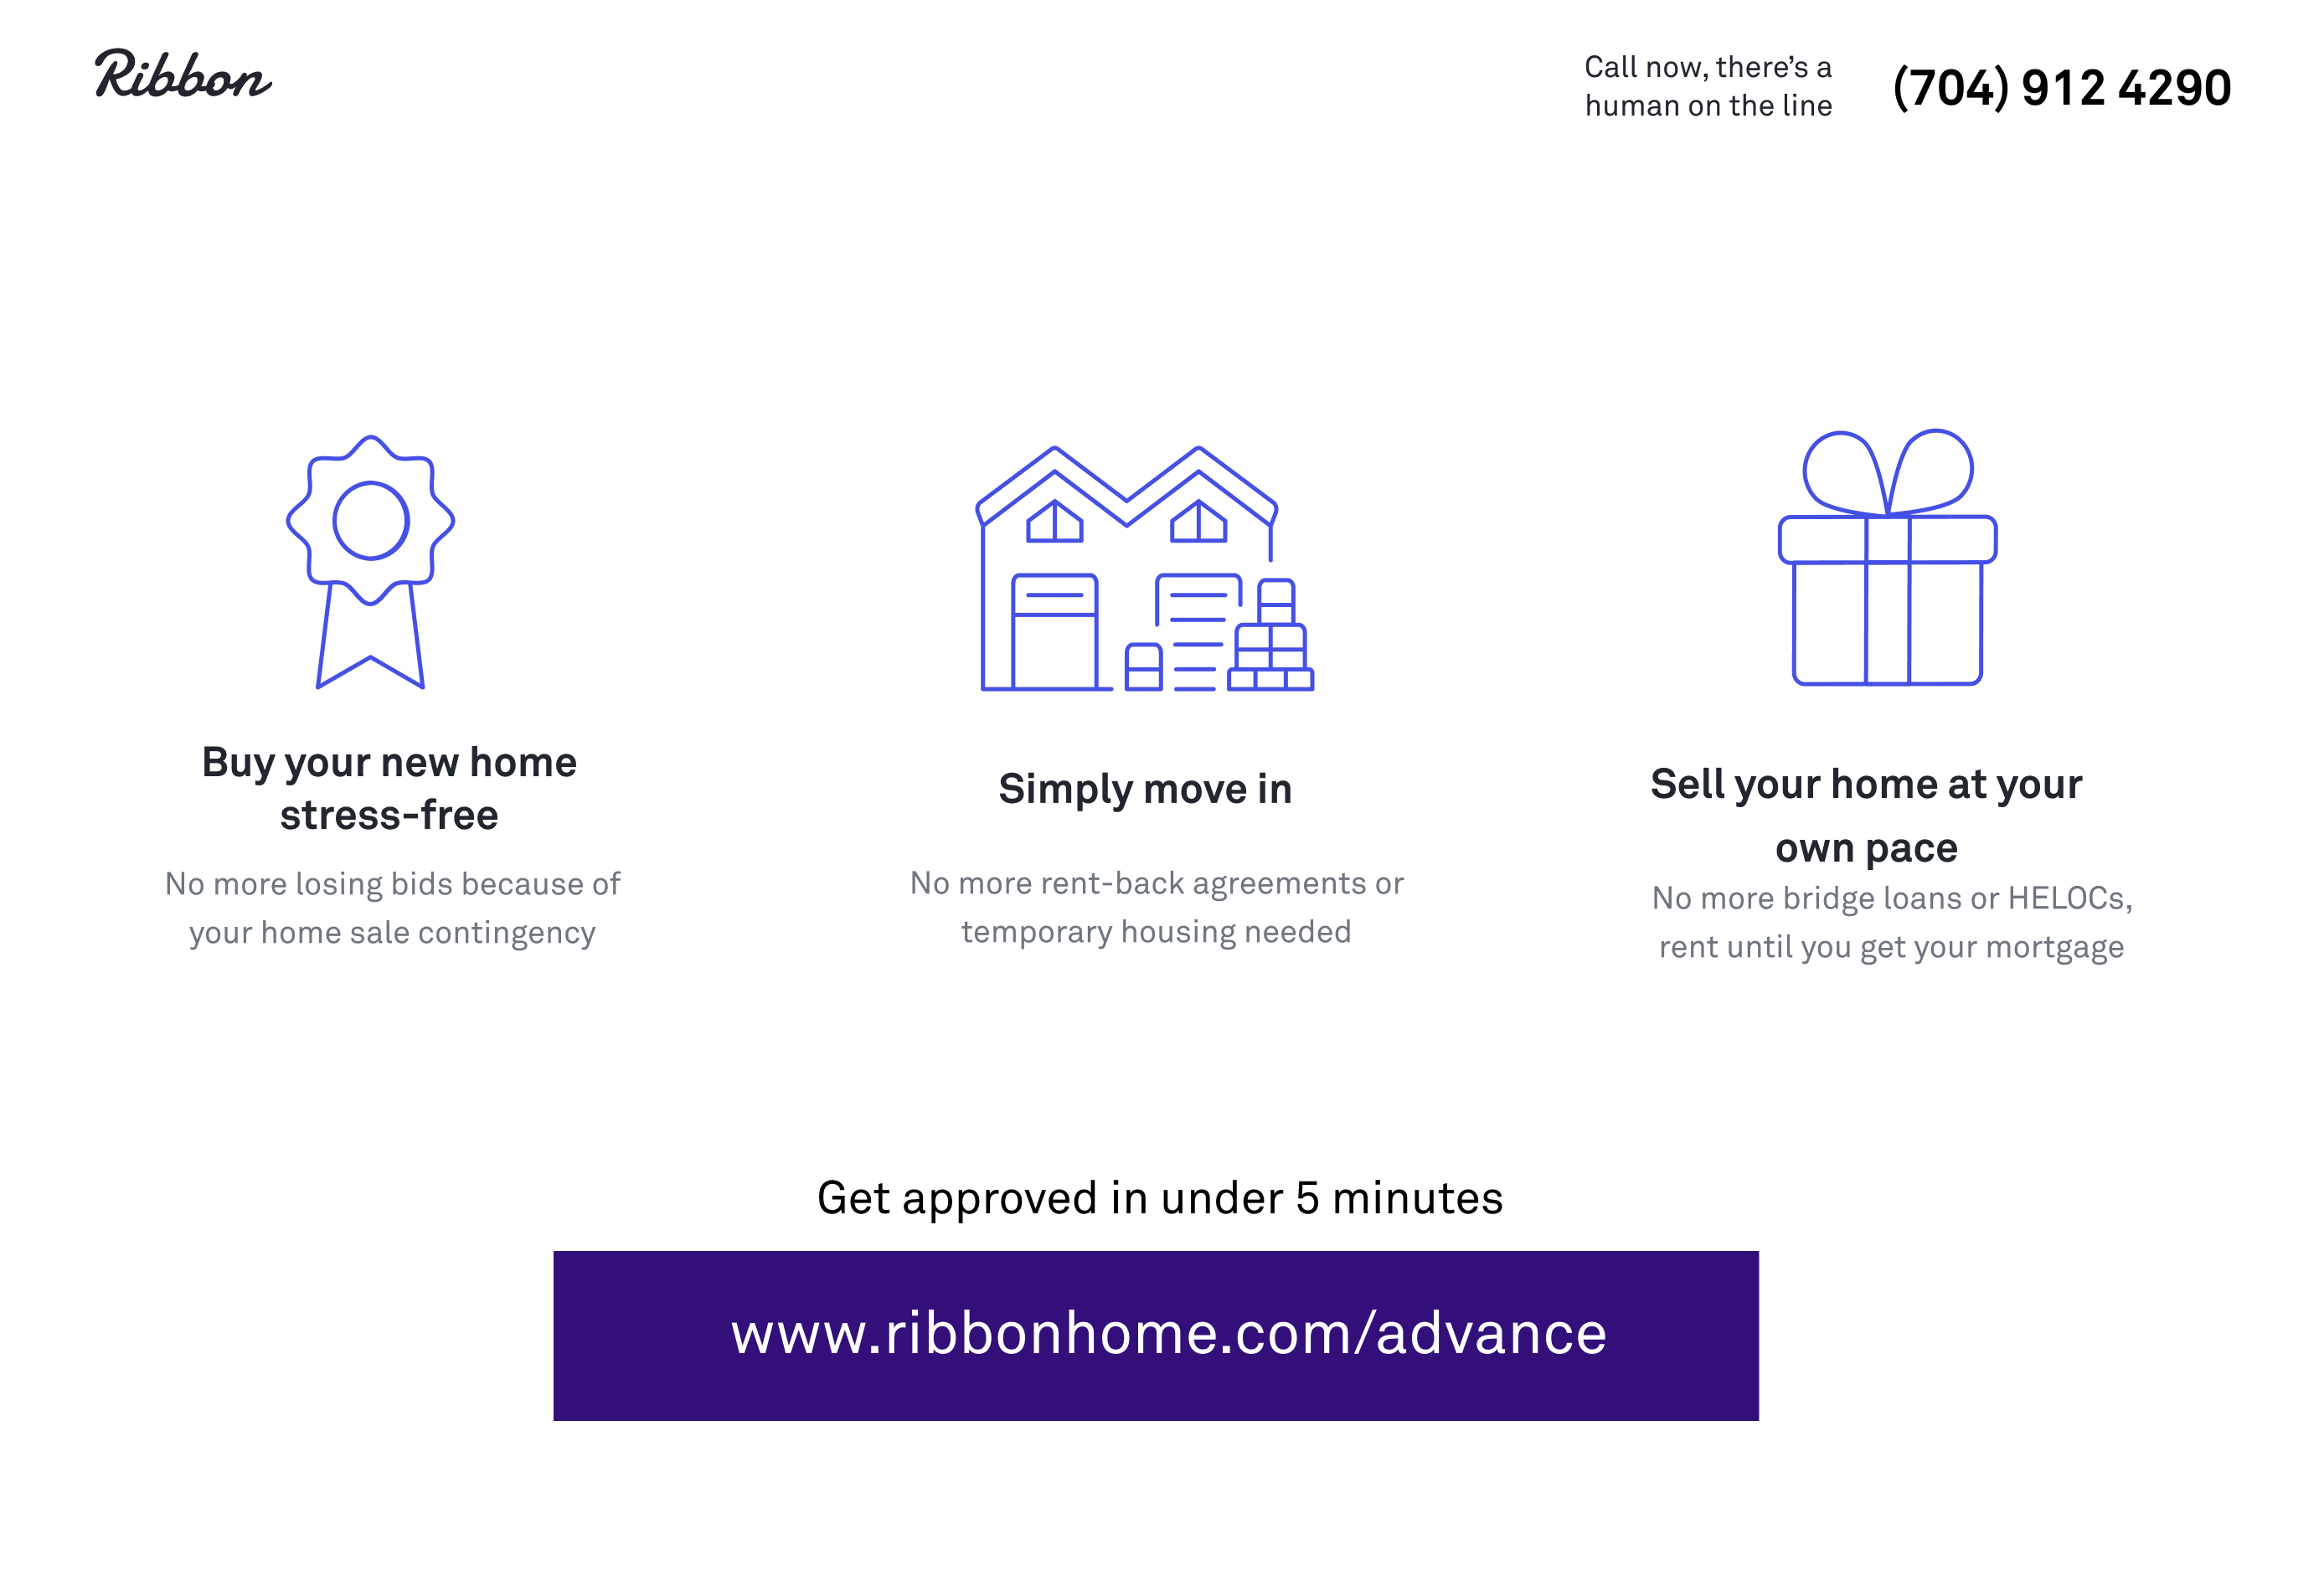 Ribbon
Call now, there's a
human on the line
(704) 912 4290
Buy your new home
stress-free
No more losing bids because of
your home sale contingency
Simply move in
No more rent-back agreements or
temporary housing needed
Sell your home at your
own pace
No more bridge loans or HELOCs,
rent until you get your mortgage
Get approved in under 5 minutes
www.ribbonhome.com/advance